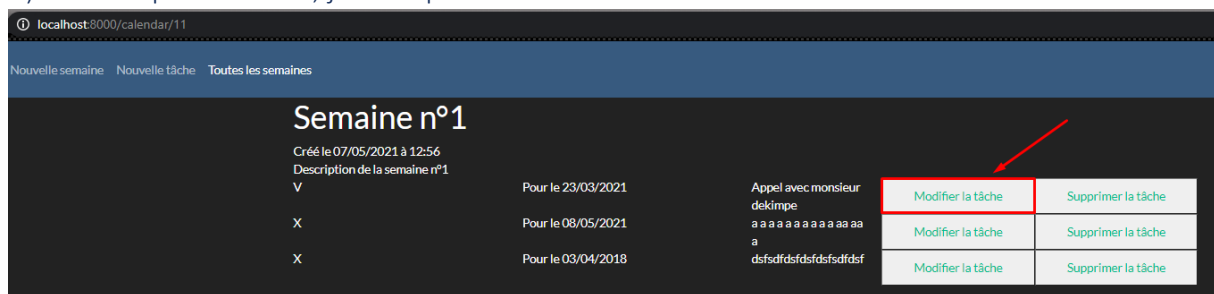 localhost:8000/calendar/11
Nouvelle semaine Nouvelle tâche Toutes les semaines
Semaine n°1
Créé le 07/05/2021 à 12:56
Description de la semaine n°1
V Pour le 23/03/2021 Appel avec monsieur dekimpe Modifier la tâche Supprimer la tâche
X Pour le 08/05/2021 a a a a a a a a a a a aa aa a Modifier la tâche Supprimer la tâche
X Pour le 03/04/2018 dsfsdfdsfdsfdsfsdfdsf Modifier la tâche Supprimer la tâche